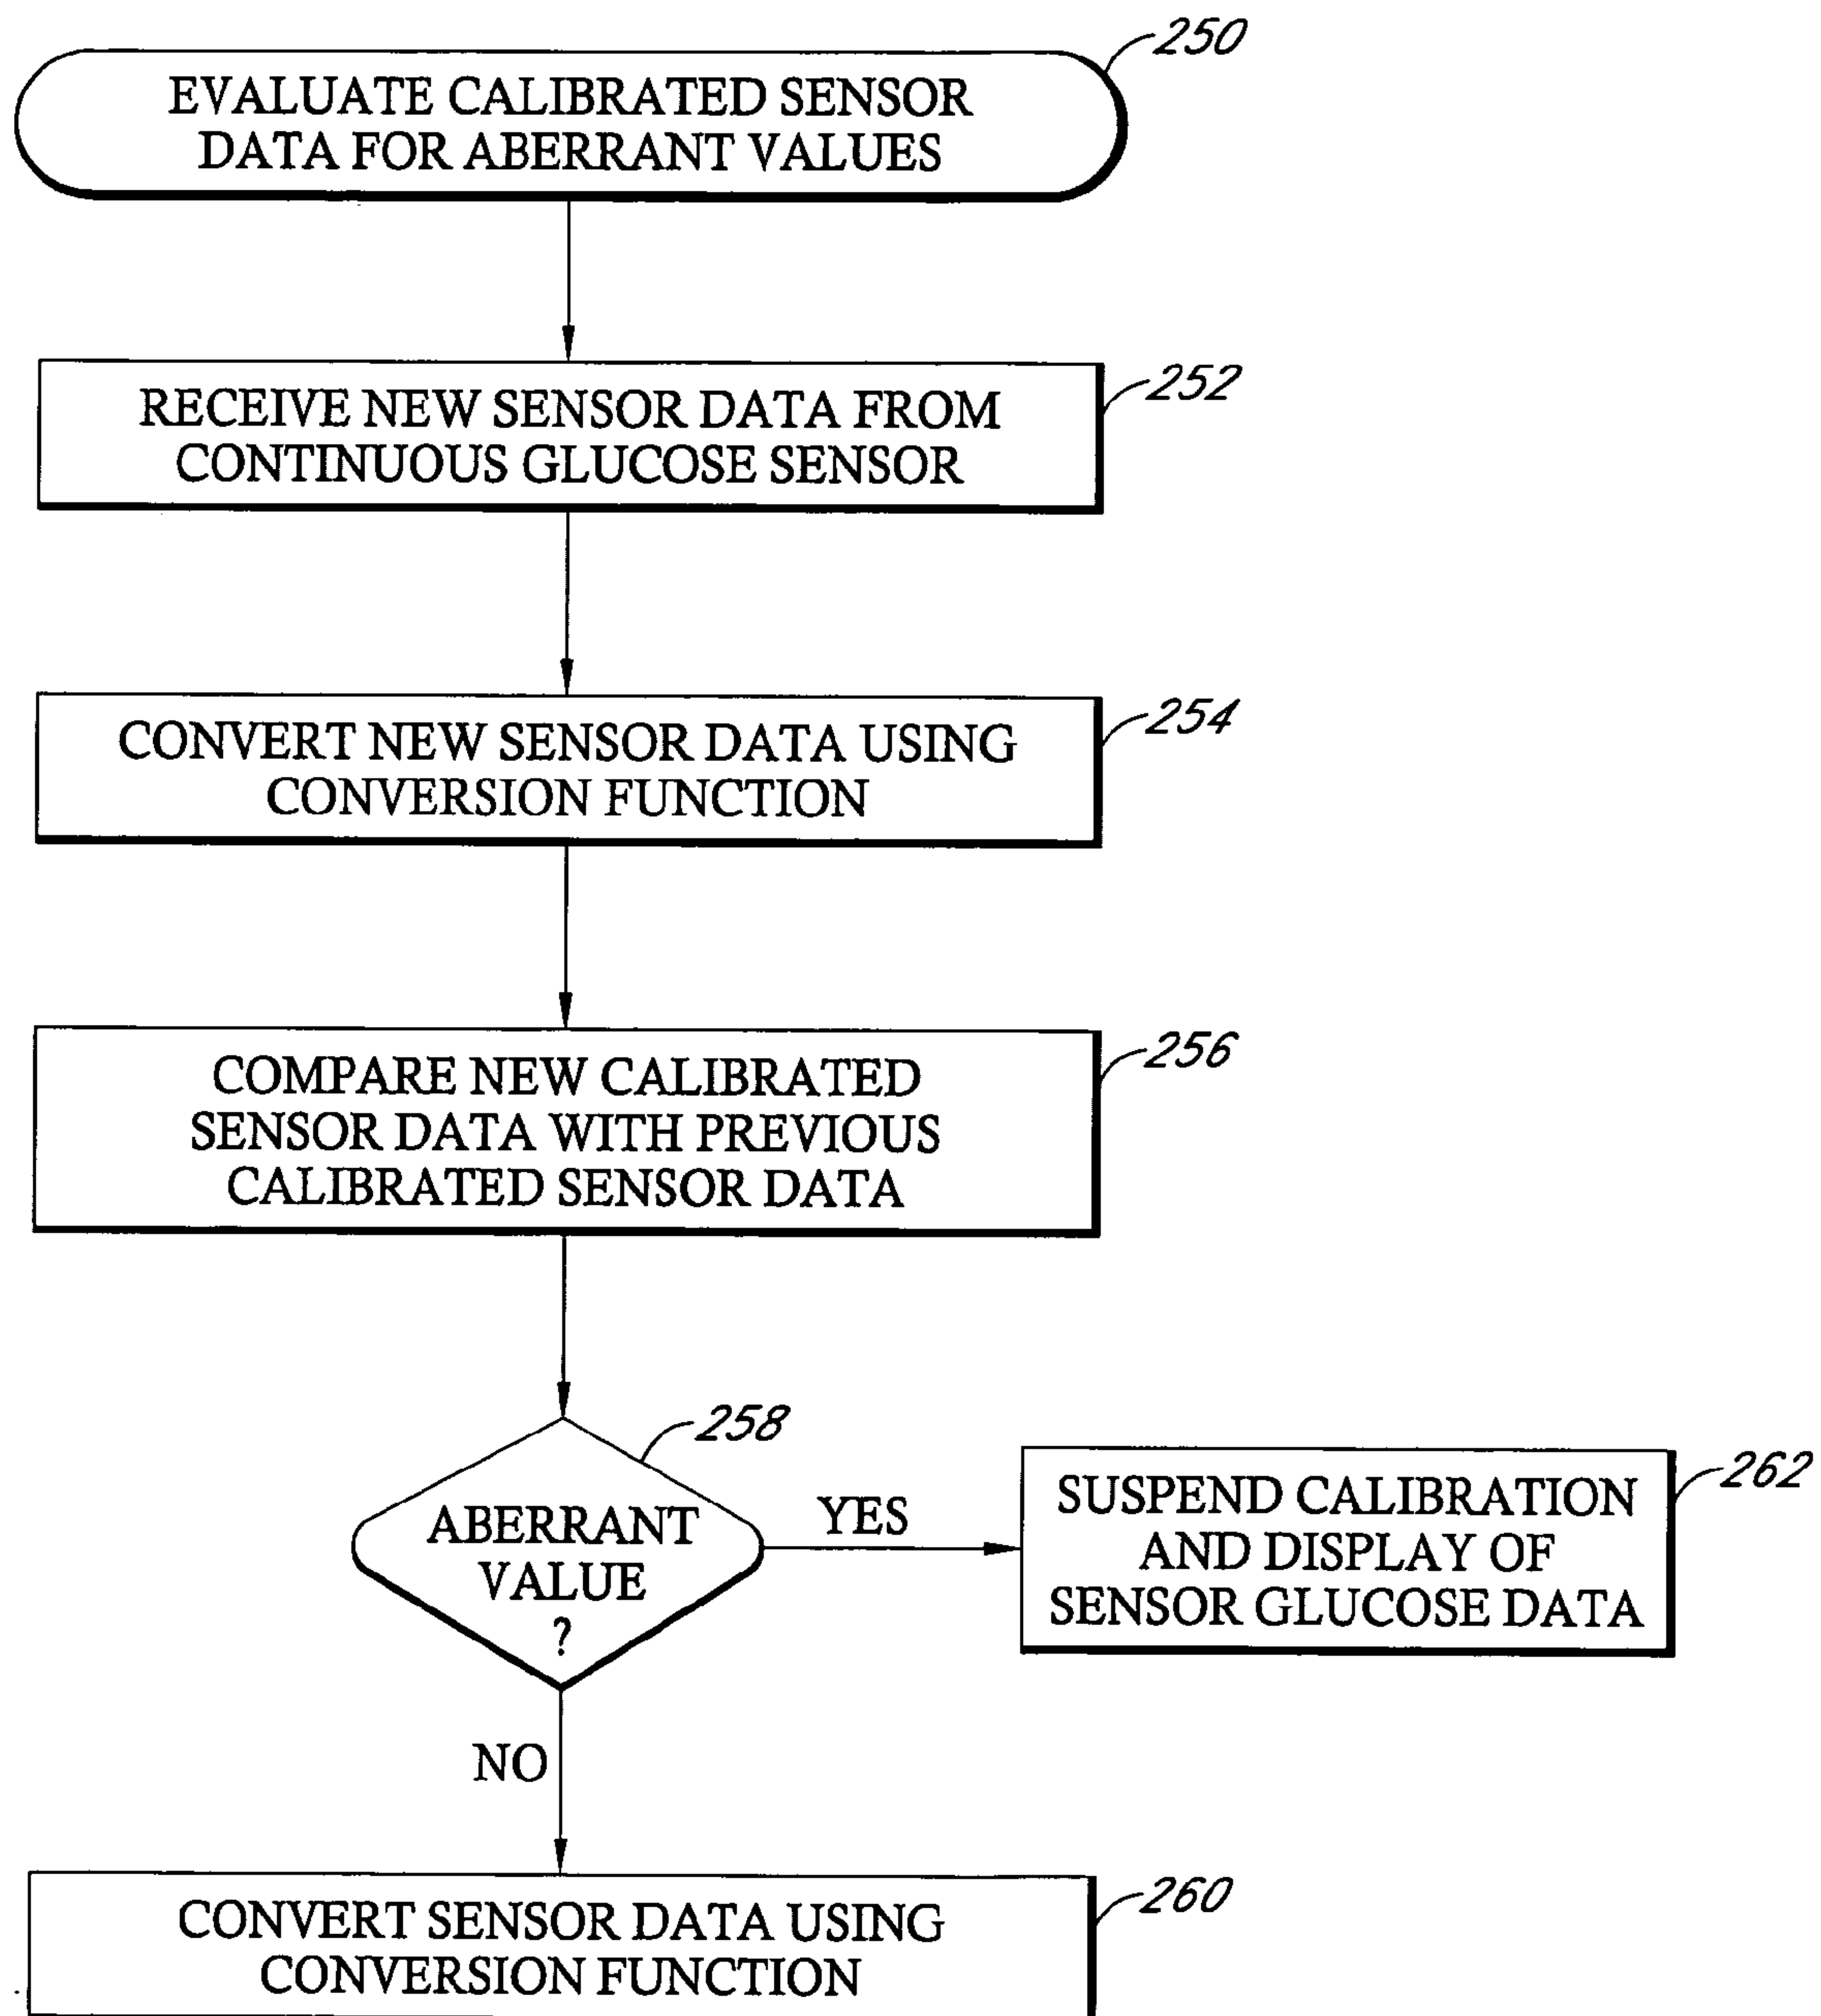 250
EVALUATE CALIBRATED SENSOR
DATA FOR ABERRANT VALUES
252
RECEIVE NEW SENSOR DATA FROM
CONTINUOUS GLUCOSE SENSOR
254
CONVERT NEW SENSOR DATA USING
CONVERSION FUNCTION
256
COMPARE NEW CALIBRATED
SENSOR DATA WITH PREVIOUS
CALIBRATED SENSOR DATA
258
ABERRANT
VALUE
?
YES
262
SUSPEND CALIBRATION
AND DISPLAY OF
SENSOR GLUCOSE DATA
NO
260
CONVERT SENSOR DATA USING
CONVERSION FUNCTION